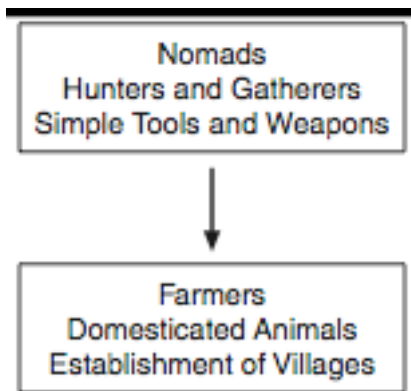 Nomads
Hunters and Gatherers
Simple Tools and Weapons
Farmers
Domesticated Animals
Establishment of Villages